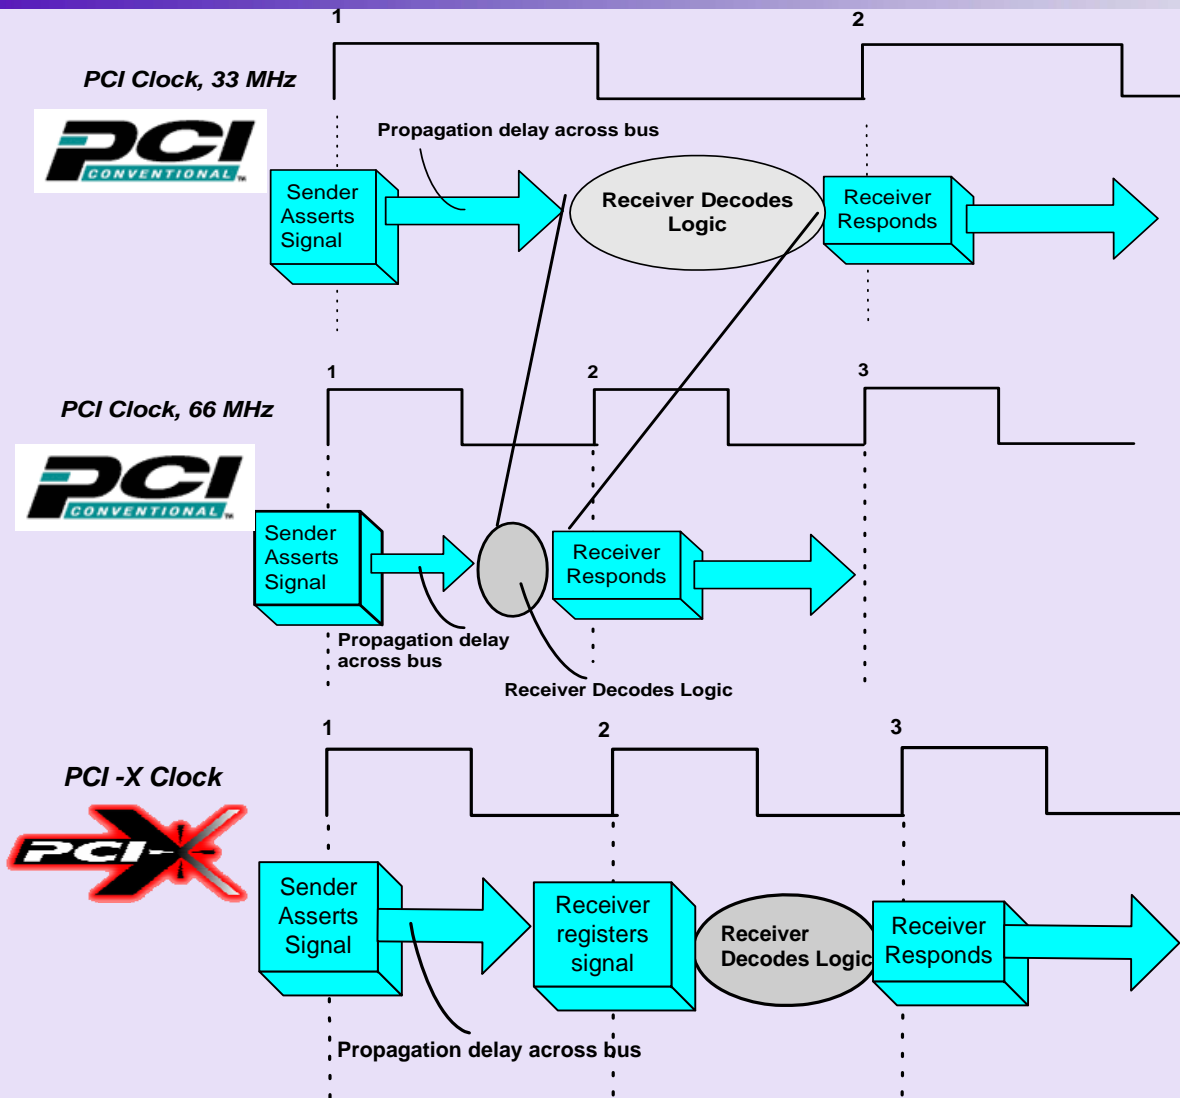 1
2
PCI Clock, 33 MHz
PCI
CONVENTIONAL
TM
Propagation delay across bus
Sender
Asserts
Signal
Receiver Decodes
Logic
Receiver
Responds
1
2
3
PCI Clock, 66 MHz
PCI
CONVENTIONAL
TM
Sender
Asserts
Signal
Receiver
Responds
Propagation delay
across bus
Receiver Decodes Logic
1
2
3
PCI -X Clock
PCI-X
Sender
Asserts
Signal
Receiver
registers
signal
Receiver
Decodes Logic
Receiver
Responds
Propagation delay across bus